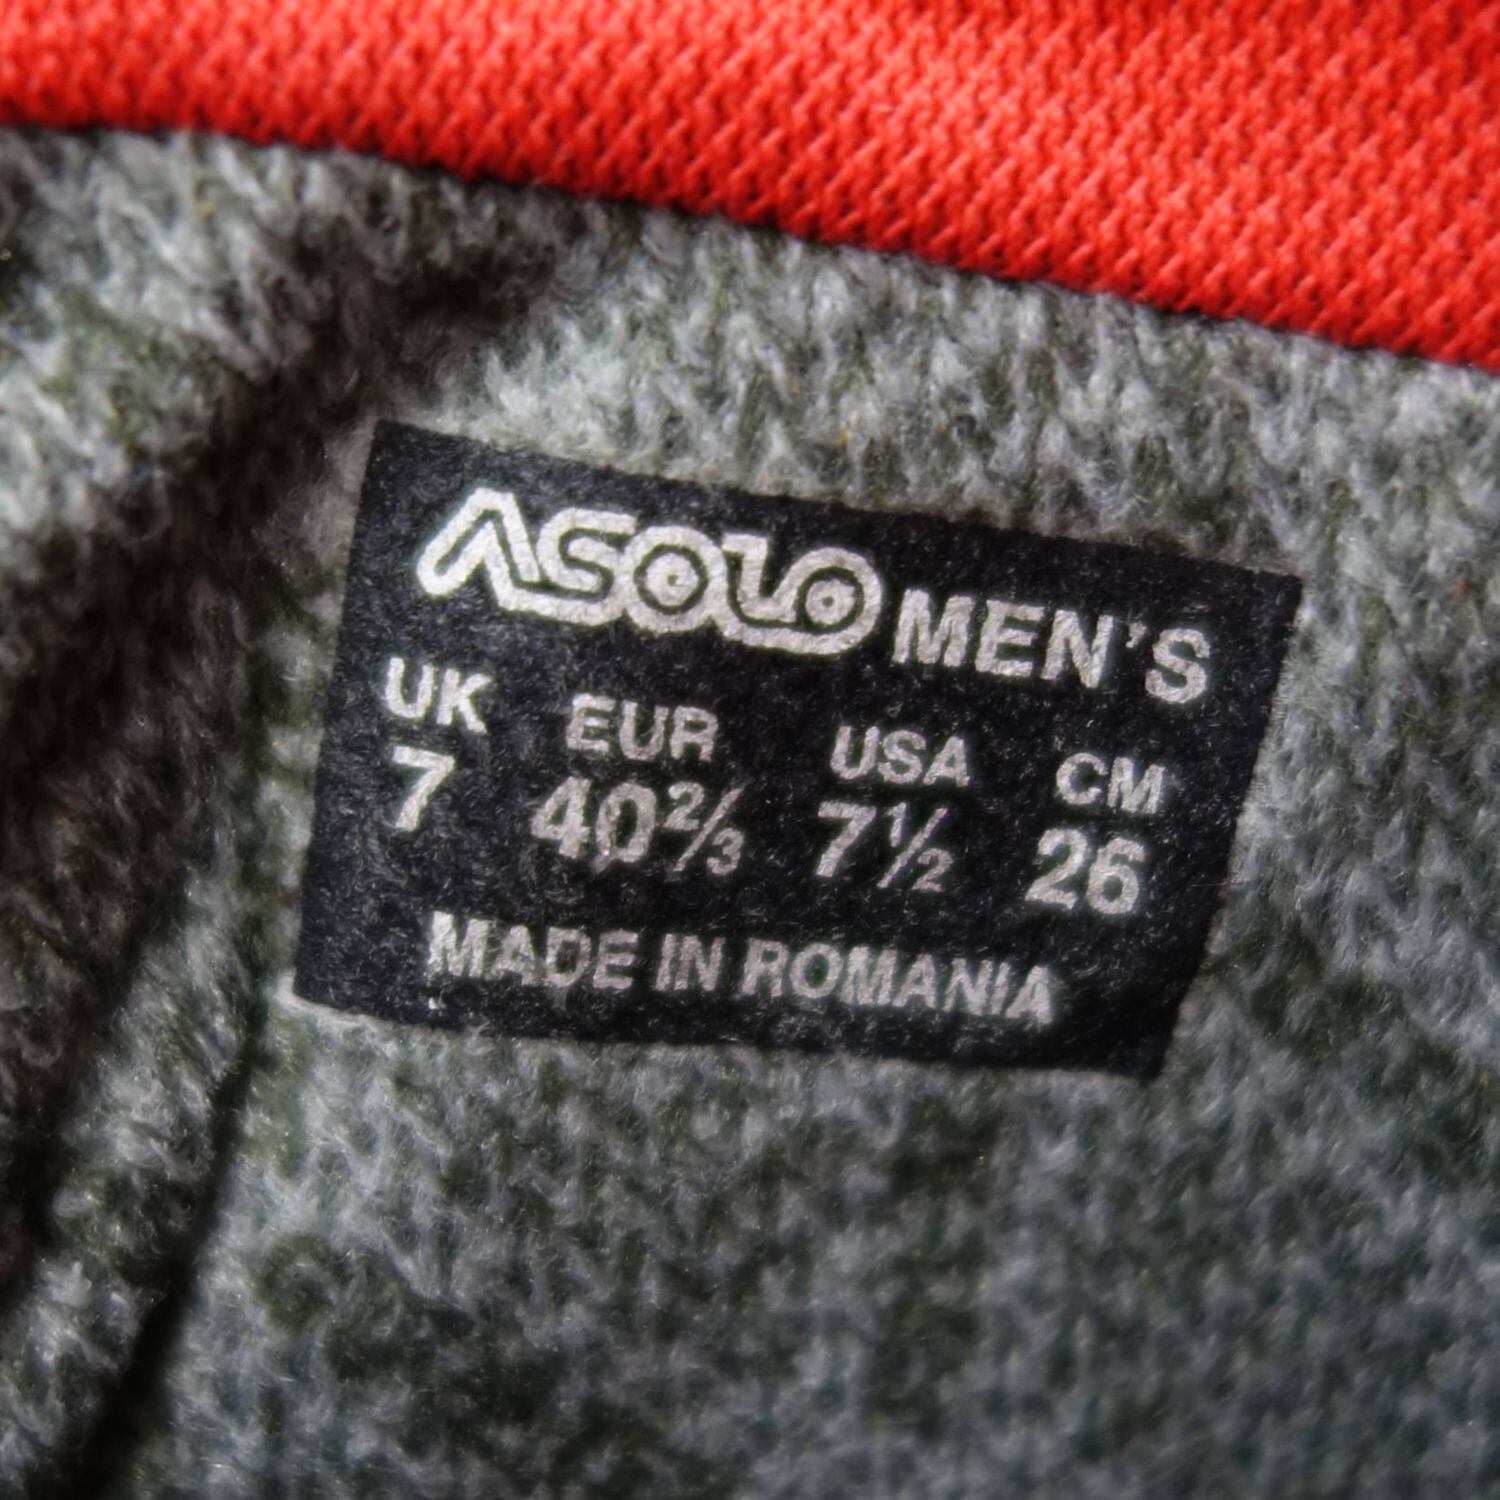 ASOLO MEN'S
UK EUR USA CM
7 40⅔ 7½ 26
MADE IN ROMANIA